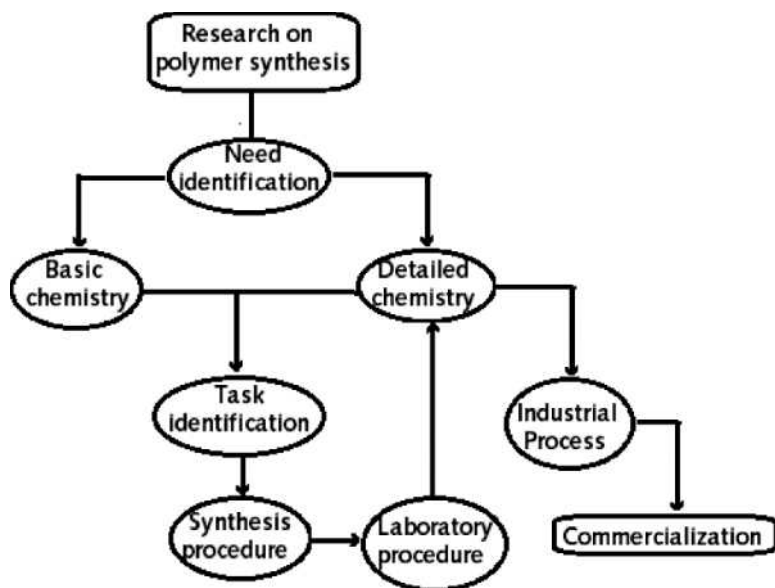 Research on
polymer synthesis
Need
identification
Basic
chemistry
Detailed
chemistry
Task
identification
Industrial
Process
Synthesis
procedure
Laboratory
procedure
Commercialization